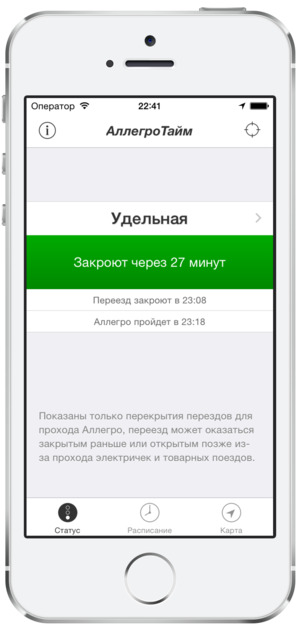 Оператор 22:41
АллегроТайм
Удельная
Закроют через 27 минут
Переезд закроют в 23:08
Аллегро пройдет в 23:18
Показаны только перекрытия перездов для
прохода Аллегро, переезд может оказаться
закрытым раньше или открытым позже из-
за прохода электричек и товарных поездов.
Статус Расписание Карта